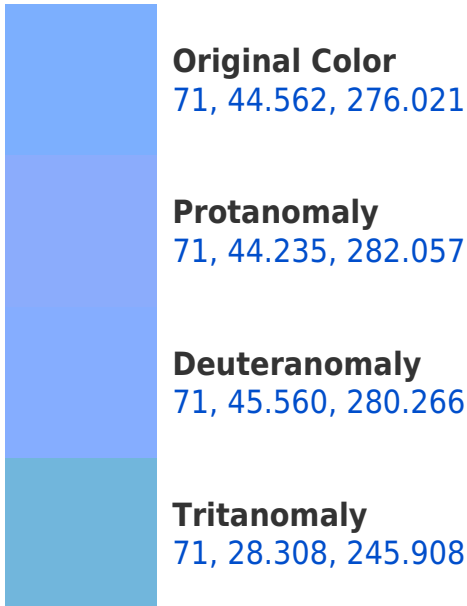 Original Color
71, 44.562, 276.021
Protanomaly
71, 44.235, 282.057
Deuteranomaly
71, 45.560, 280.266
Tritanomaly
71, 28.308, 245.908